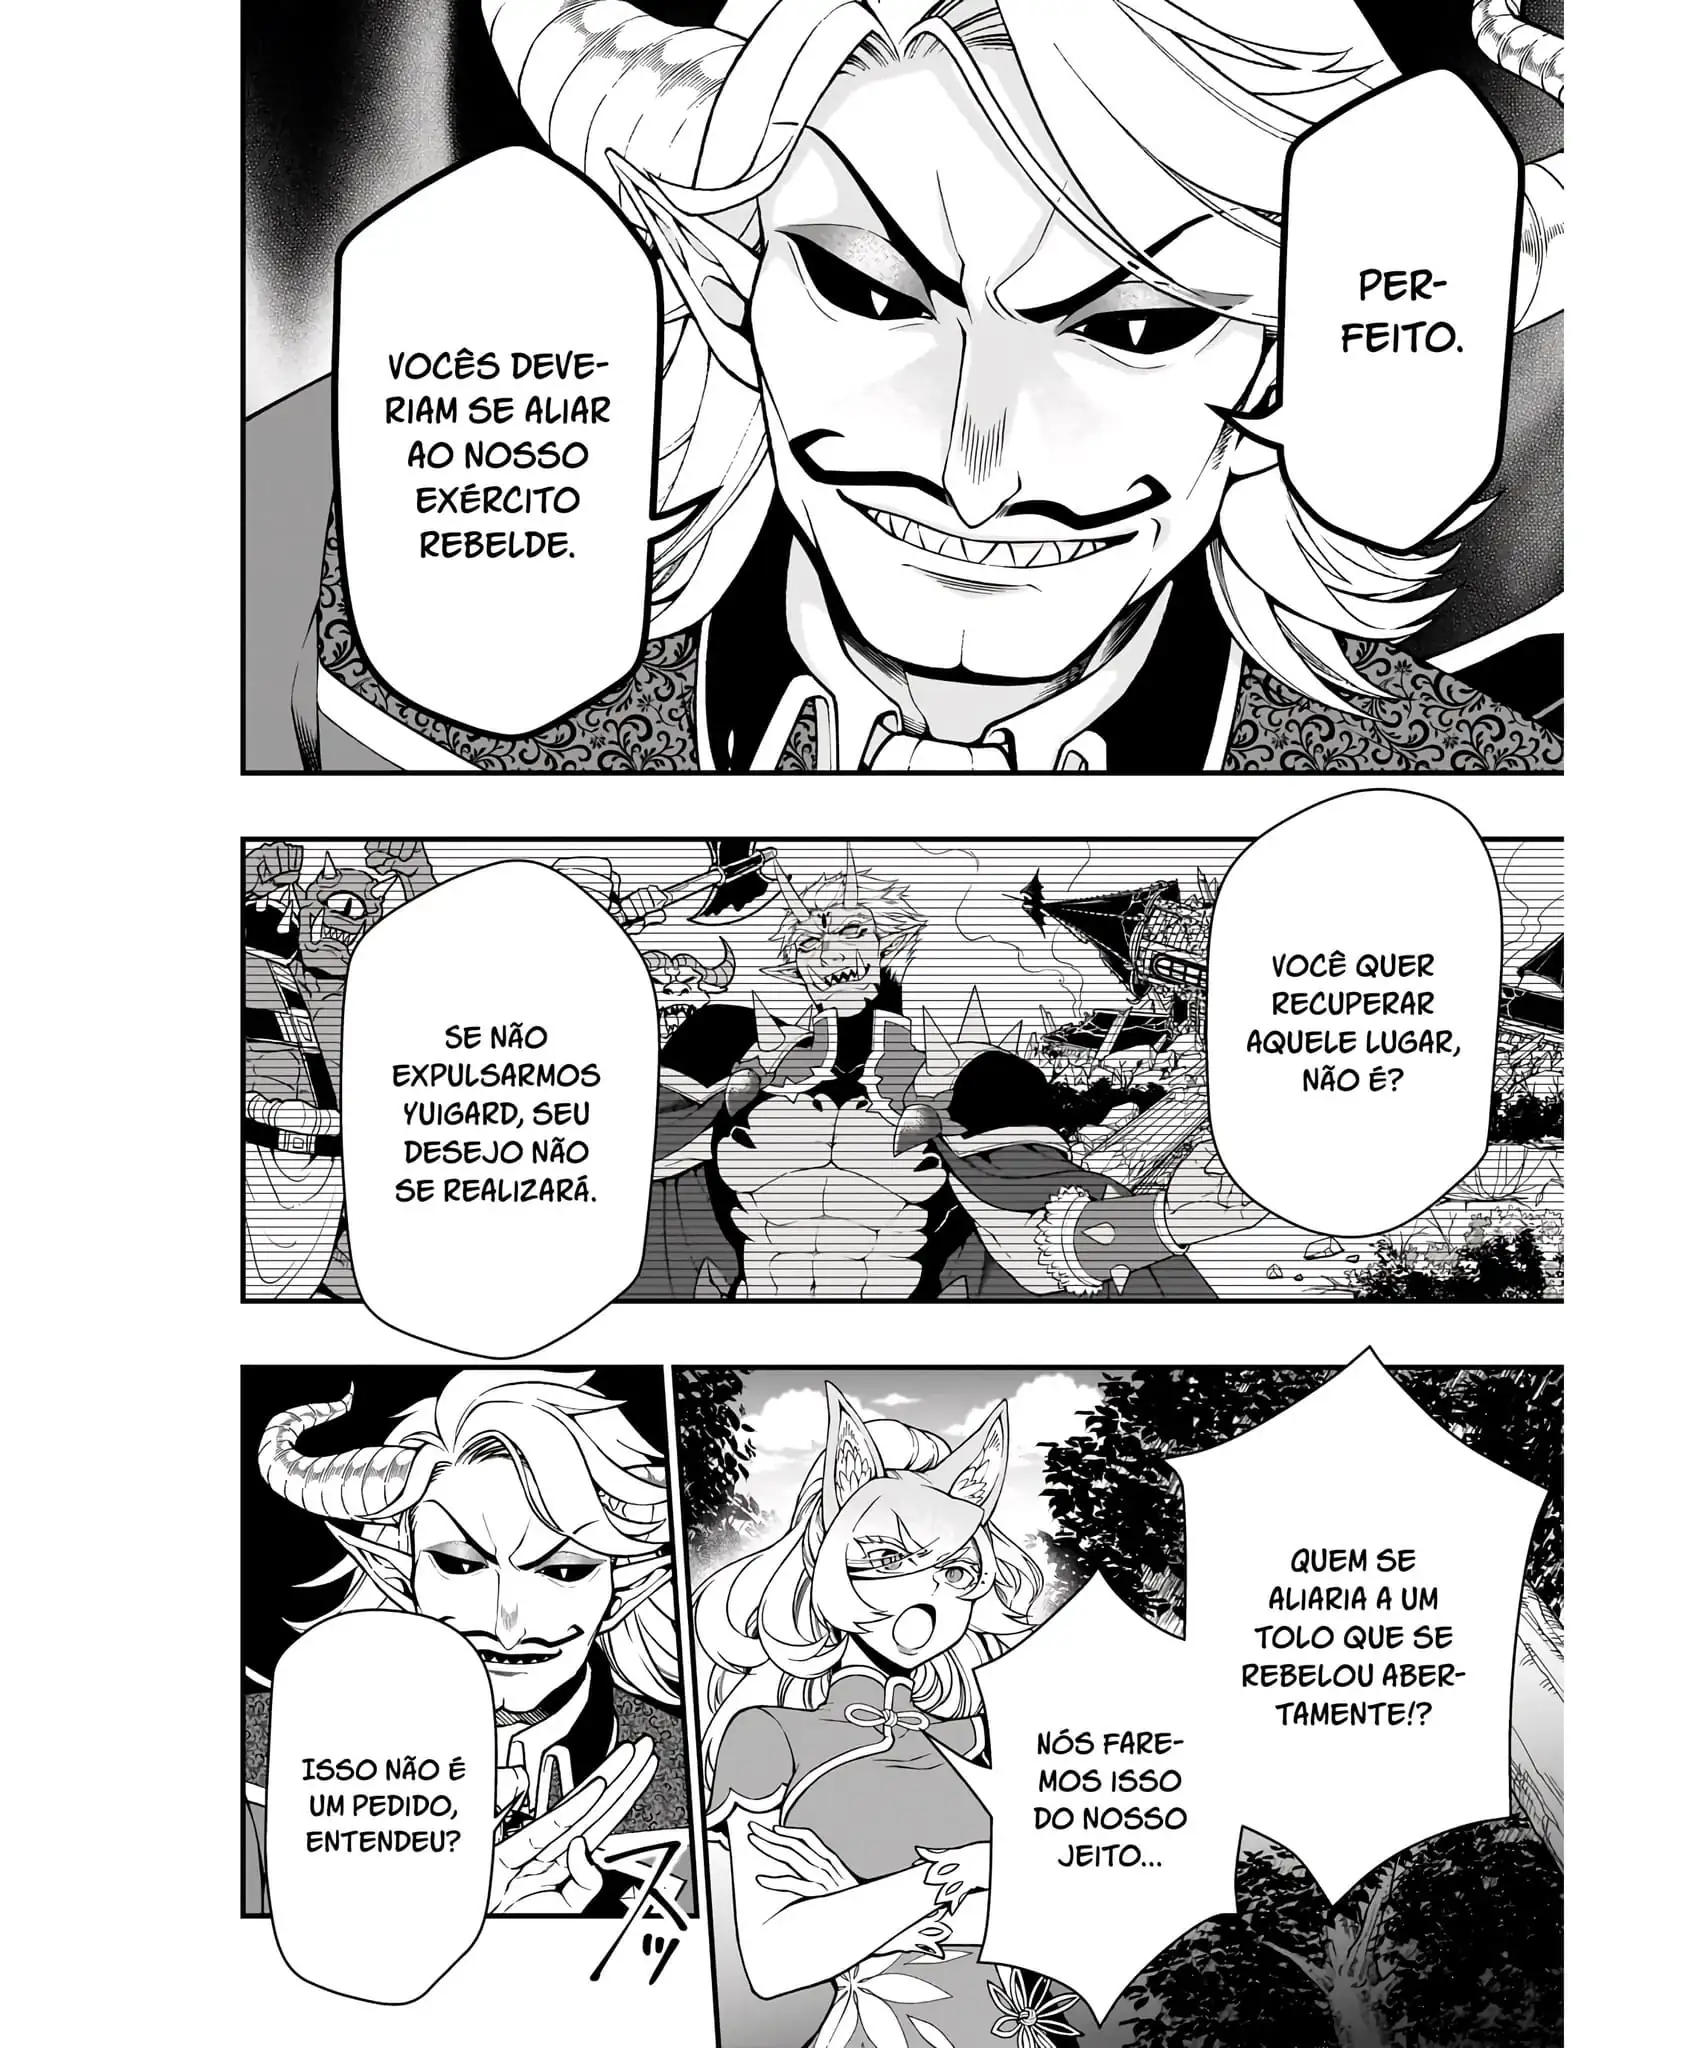 PER-
FEITO.
VOCÊS DEVE-
RIAM SE ALIAR
AO NOSSO
EXÉRCITO
REBELDE.
VOCÊ QUER
RECUPERAR
AQUELE LUGAR,
NÃO É?
SE NÃO
EXPULSARMOS
YUIGARD, SEU
DESEJO NÃO
SE REALIZARÁ.
QUEM SE
ALIARIA A UM
TOLO QUE SE
REBELOU ABER-
TAMENTE!?
NÓS FARE-
MOS ISSO
DO NOSSO
JEITO...
ISSO NÃO É
UM PEDIDO,
ENTENDEU?
スッ